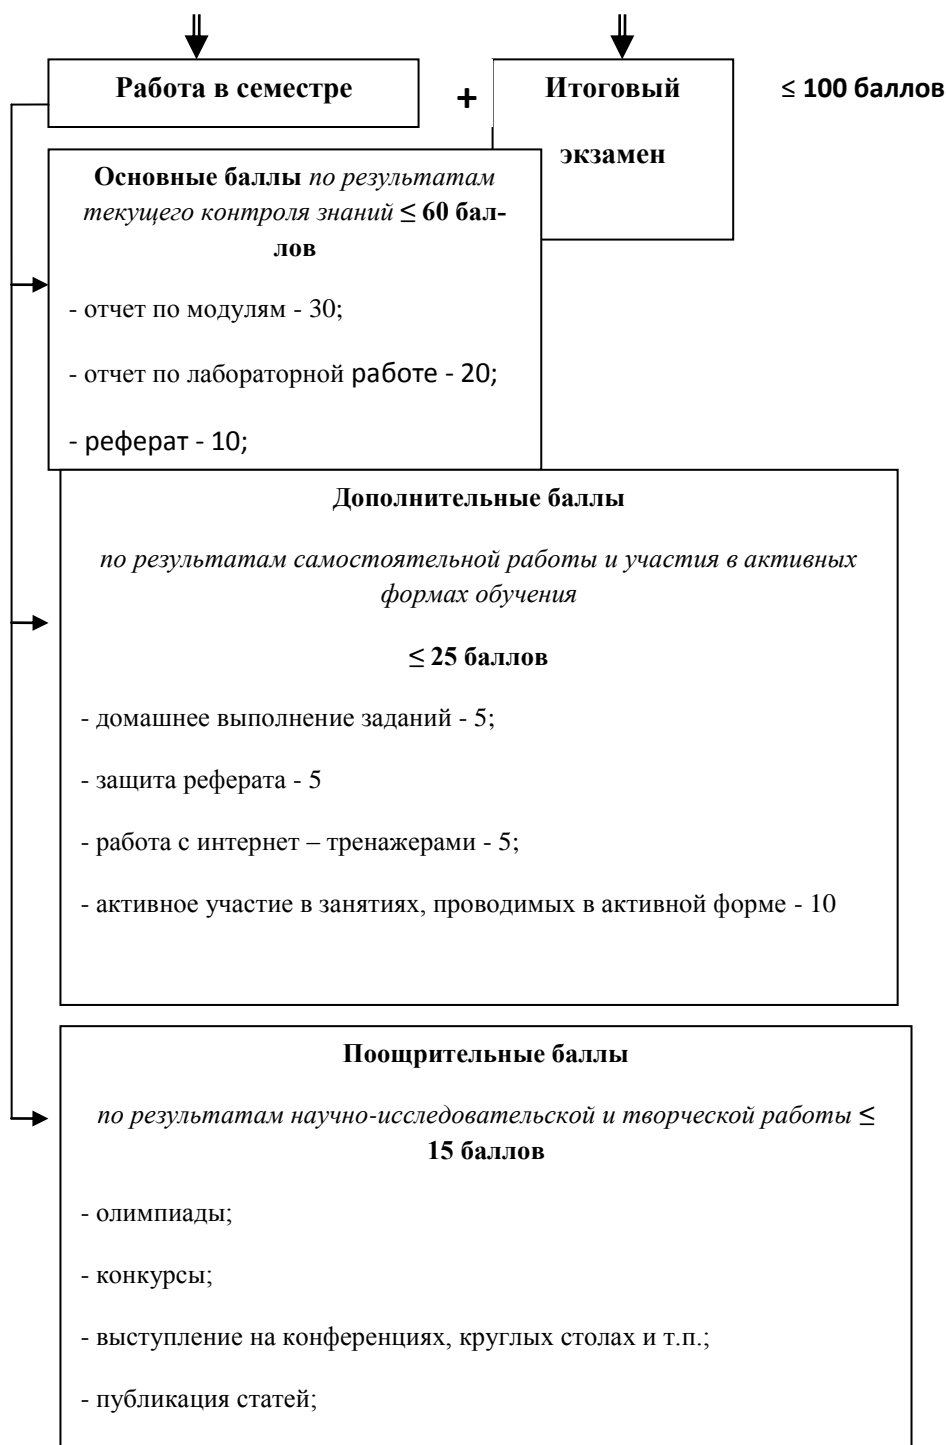 Работа в семестре
+
Итоговый
экзамен
≤ 100 баллов
Основные баллы по результатам
текущего контроля знаний ≤ 60 бал-
лов
- отчет по модулям - 30;
- отчет по лабораторной работе - 20;
- реферат - 10;
Дополнительные баллы
по результатам самостоятельной работы и участия в активных
формах обучения
≤ 25 баллов
- домашнее выполнение заданий - 5;
- защита реферата - 5
- работа с интернет – тренажерами - 5;
- активное участие в занятиях, проводимых в активной форме - 10
Поощрительные баллы
по результатам научно-исследовательской и творческой работы ≤
15 баллов
- олимпиады;
- конкурсы;
- выступление на конференциях, круглых столах и т.п.;
- публикация статей;